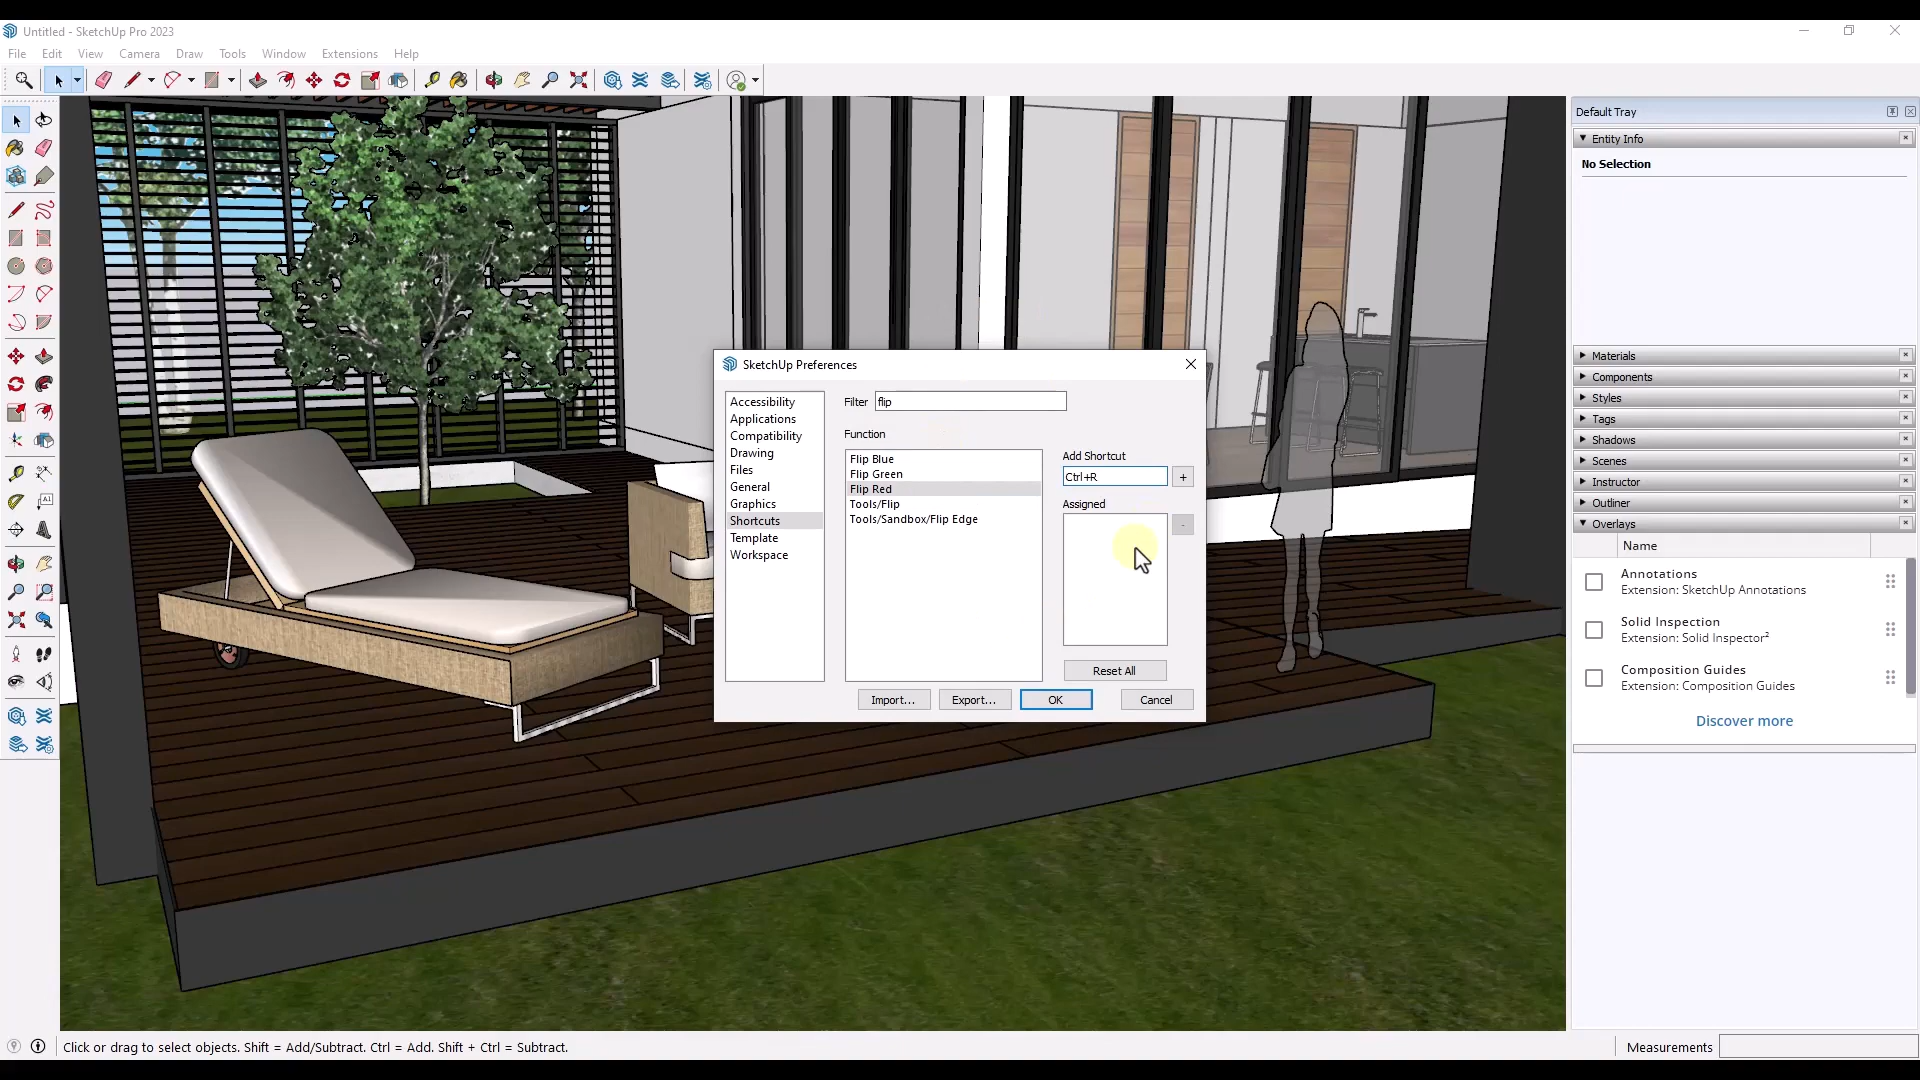 Untitled - SketchUp Pro 2023
File Edit View Camera Draw Tools Window Extensions Help
Default Tray
Entity Info
No Selection
Materials
Components
Styles
Tags
Shadows
Scenes
Instructor
Outliner
Overlays
Name
Annotations
Extension: SketchUp Annotations
Solid Inspection
Extension: Solid Inspector²
Composition Guides
Extension: Composition Guides
Discover more
SketchUp Preferences
Accessibility
Applications
Compatibility
Drawing
Files
General
Graphics
Shortcuts
Template
Workspace
Filter flip
Function
Flip Blue
Flip Green
Flip Red
Tools/Flip
Tools/Sandbox/Flip Edge
Add Shortcut
Ctrl+R +
Assigned
-
Reset All
Import... Export... OK Cancel
Click or drag to select objects. Shift = Add/Subtract. Ctrl = Add. Shift + Ctrl = Subtract.
Measurements